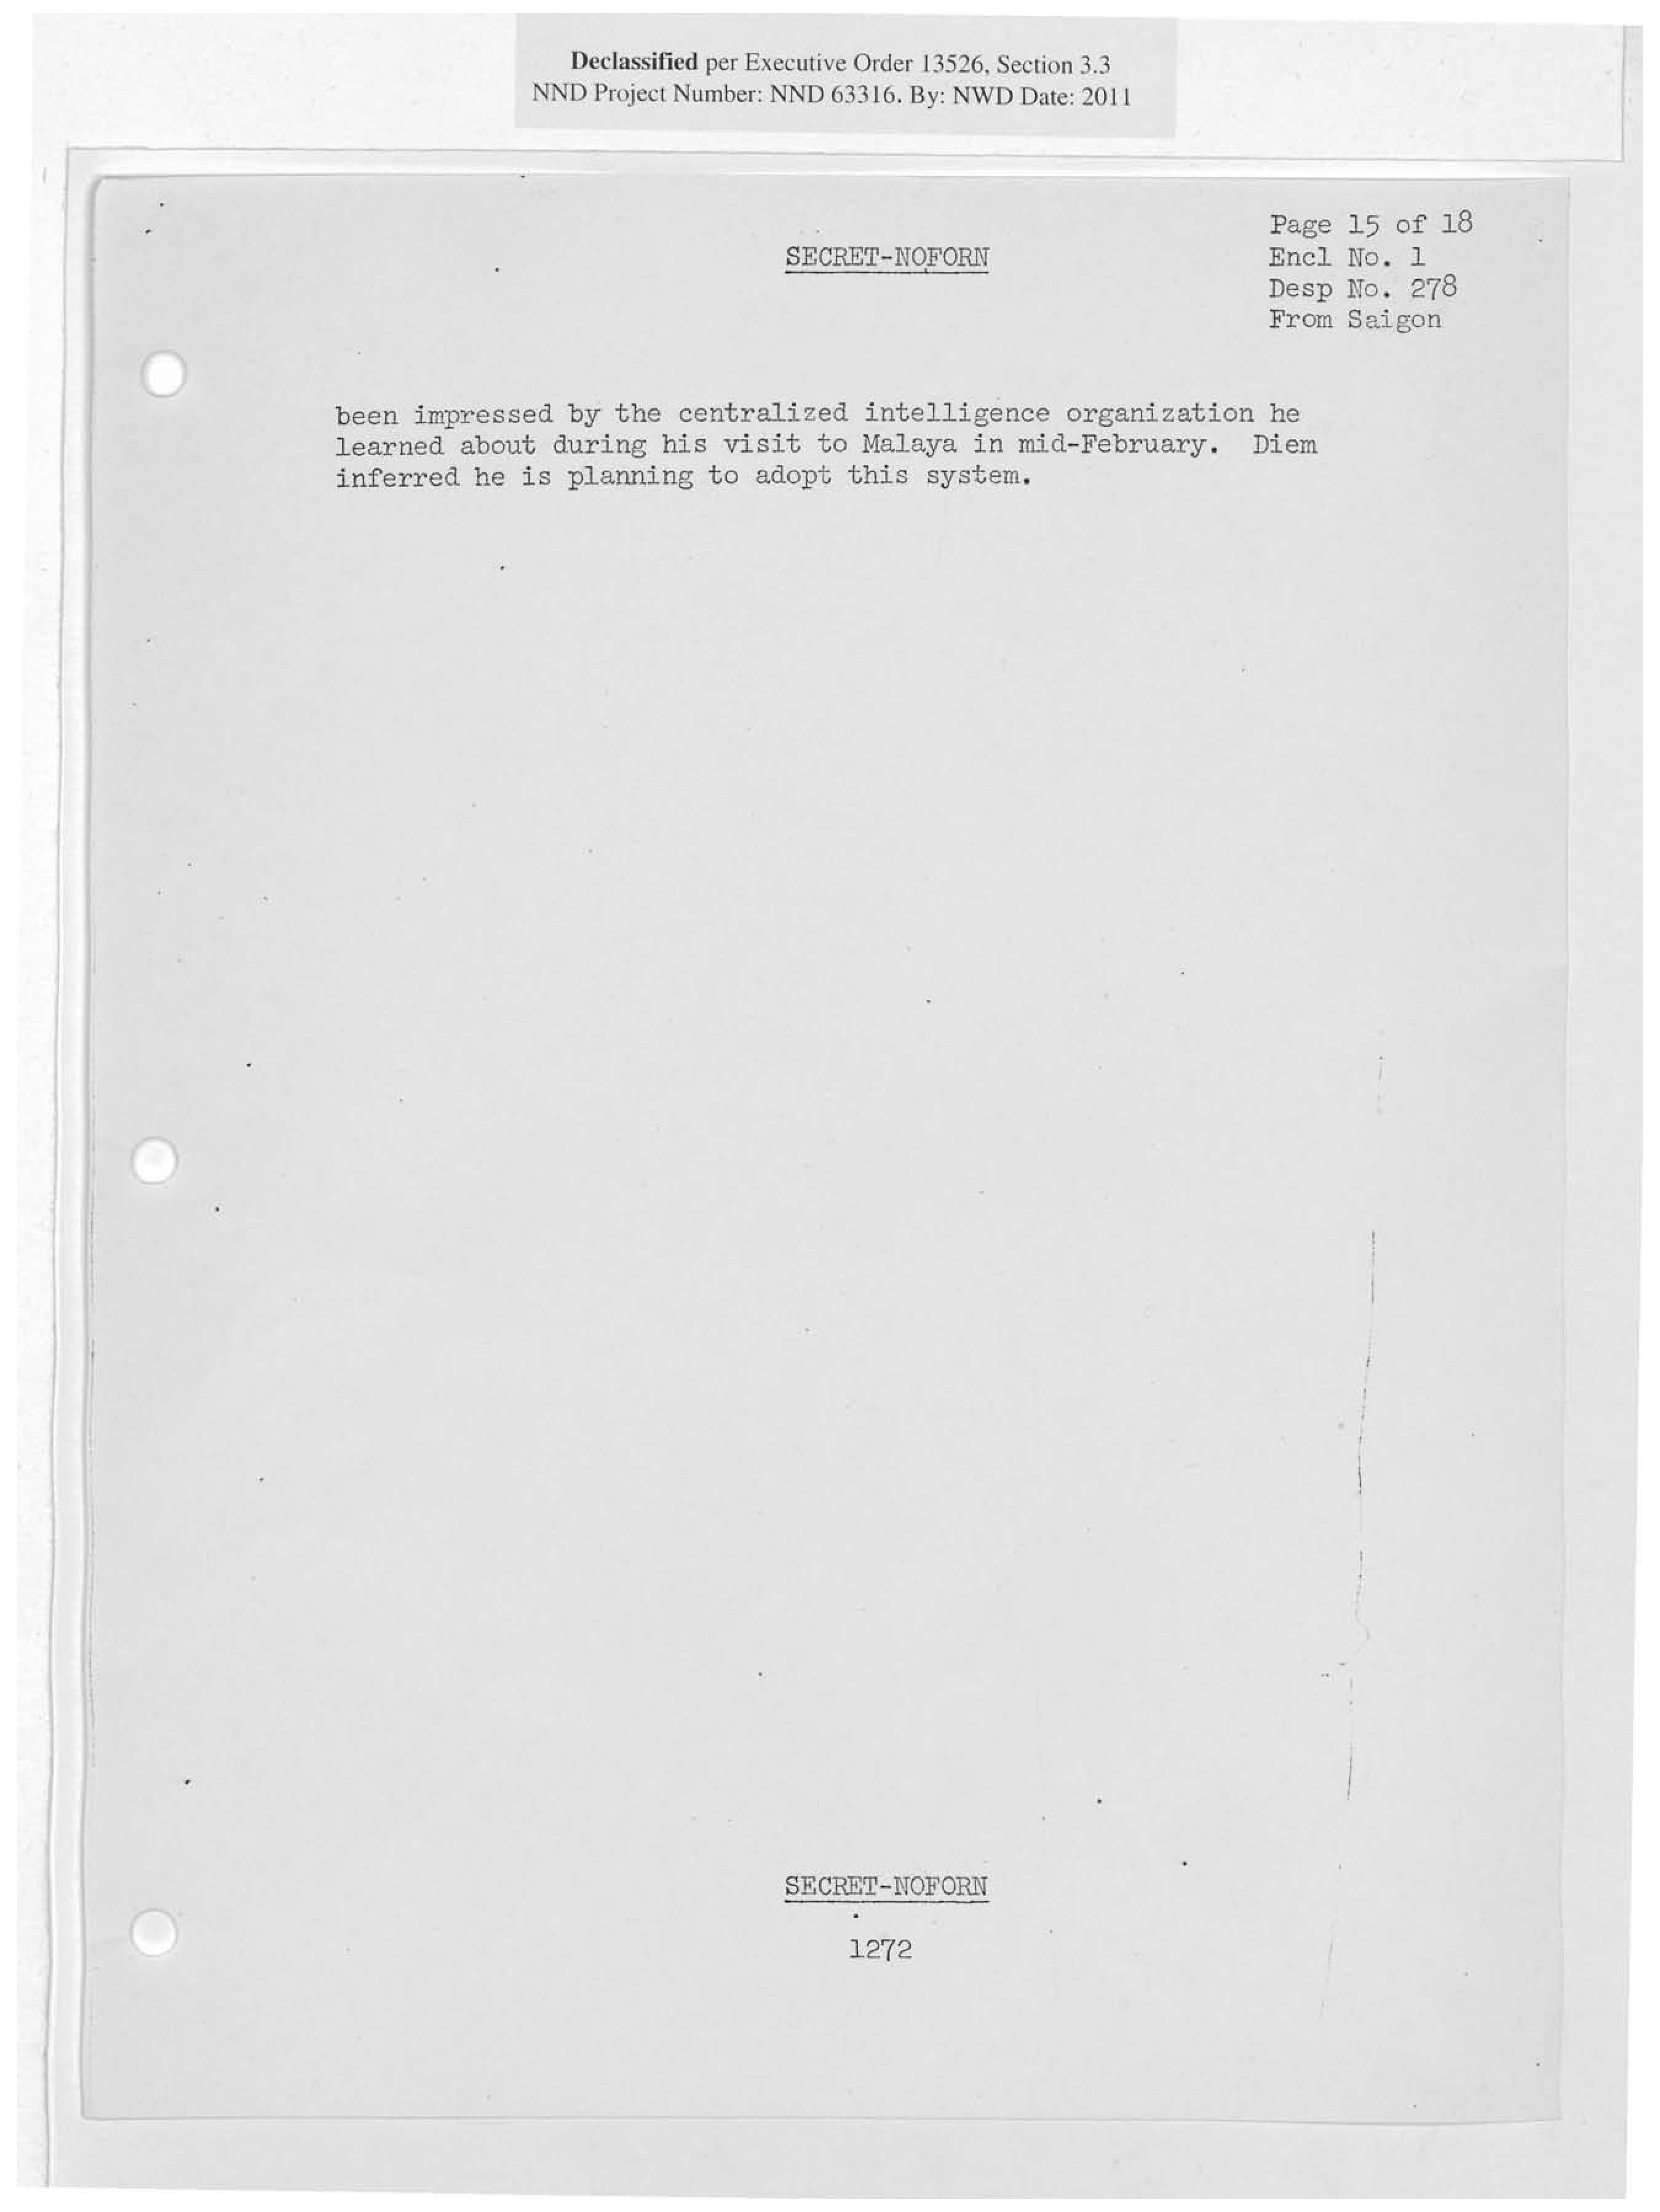 Declassified per Executive Order 13526, Section 3.3
NND Project Number: NND 63316. By: NWD Date: 2011
Page 15 of 18
SECRET-NOFORN
Encl No. 1
Desp No. 278
From Saigon
been impressed by the centralized intelligence organization he
learned about during his visit to Malaya in mid-February. Diem
inferred he is planning to adopt this system.
SECRET-NOFORN
1272